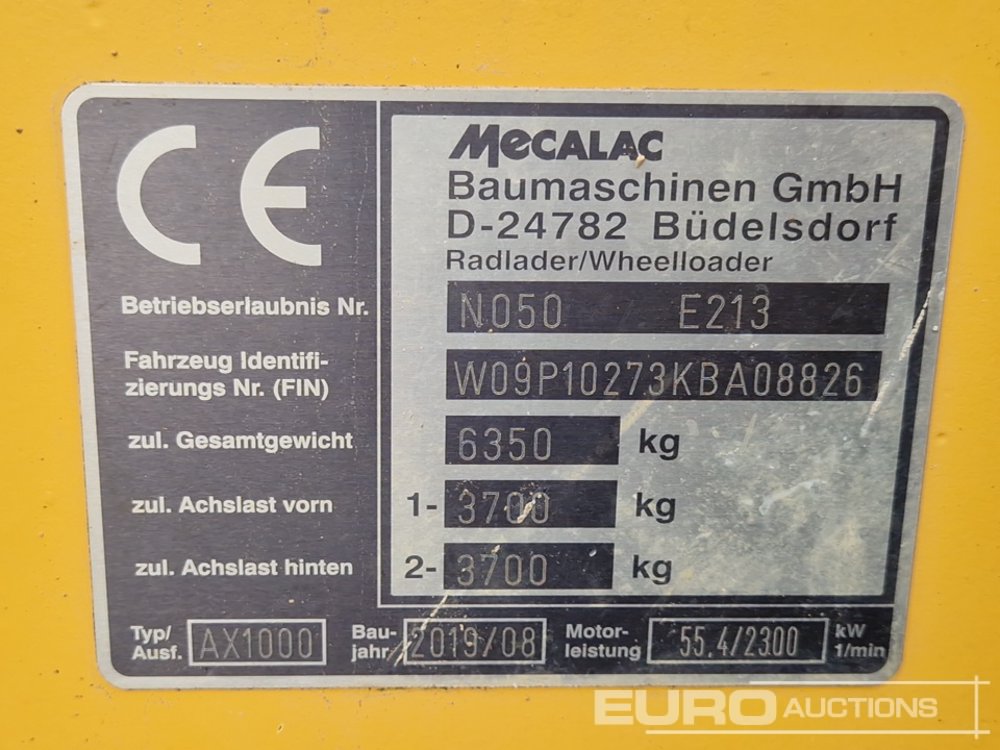 CE
MECALAC
Baumaschinen GmbH
D-24782 Büdelsdorf
Radlader/Wheelloader
Betriebserlaubnis Nr. N050 E213
Fahrzeug Identifi-
zierungs Nr. (FIN) W09P10273KBA08826
zul. Gesamtgewicht 6350 kg
zul. Achslast vorn 1- 3700 kg
zul. Achslast hinten 2- 3700 kg
Typ/
Ausf. AX1000
Bau-
jahr 2019/08
Motor-
leistung 55.4/2300 kW
1/min
EURO AUCTIONS